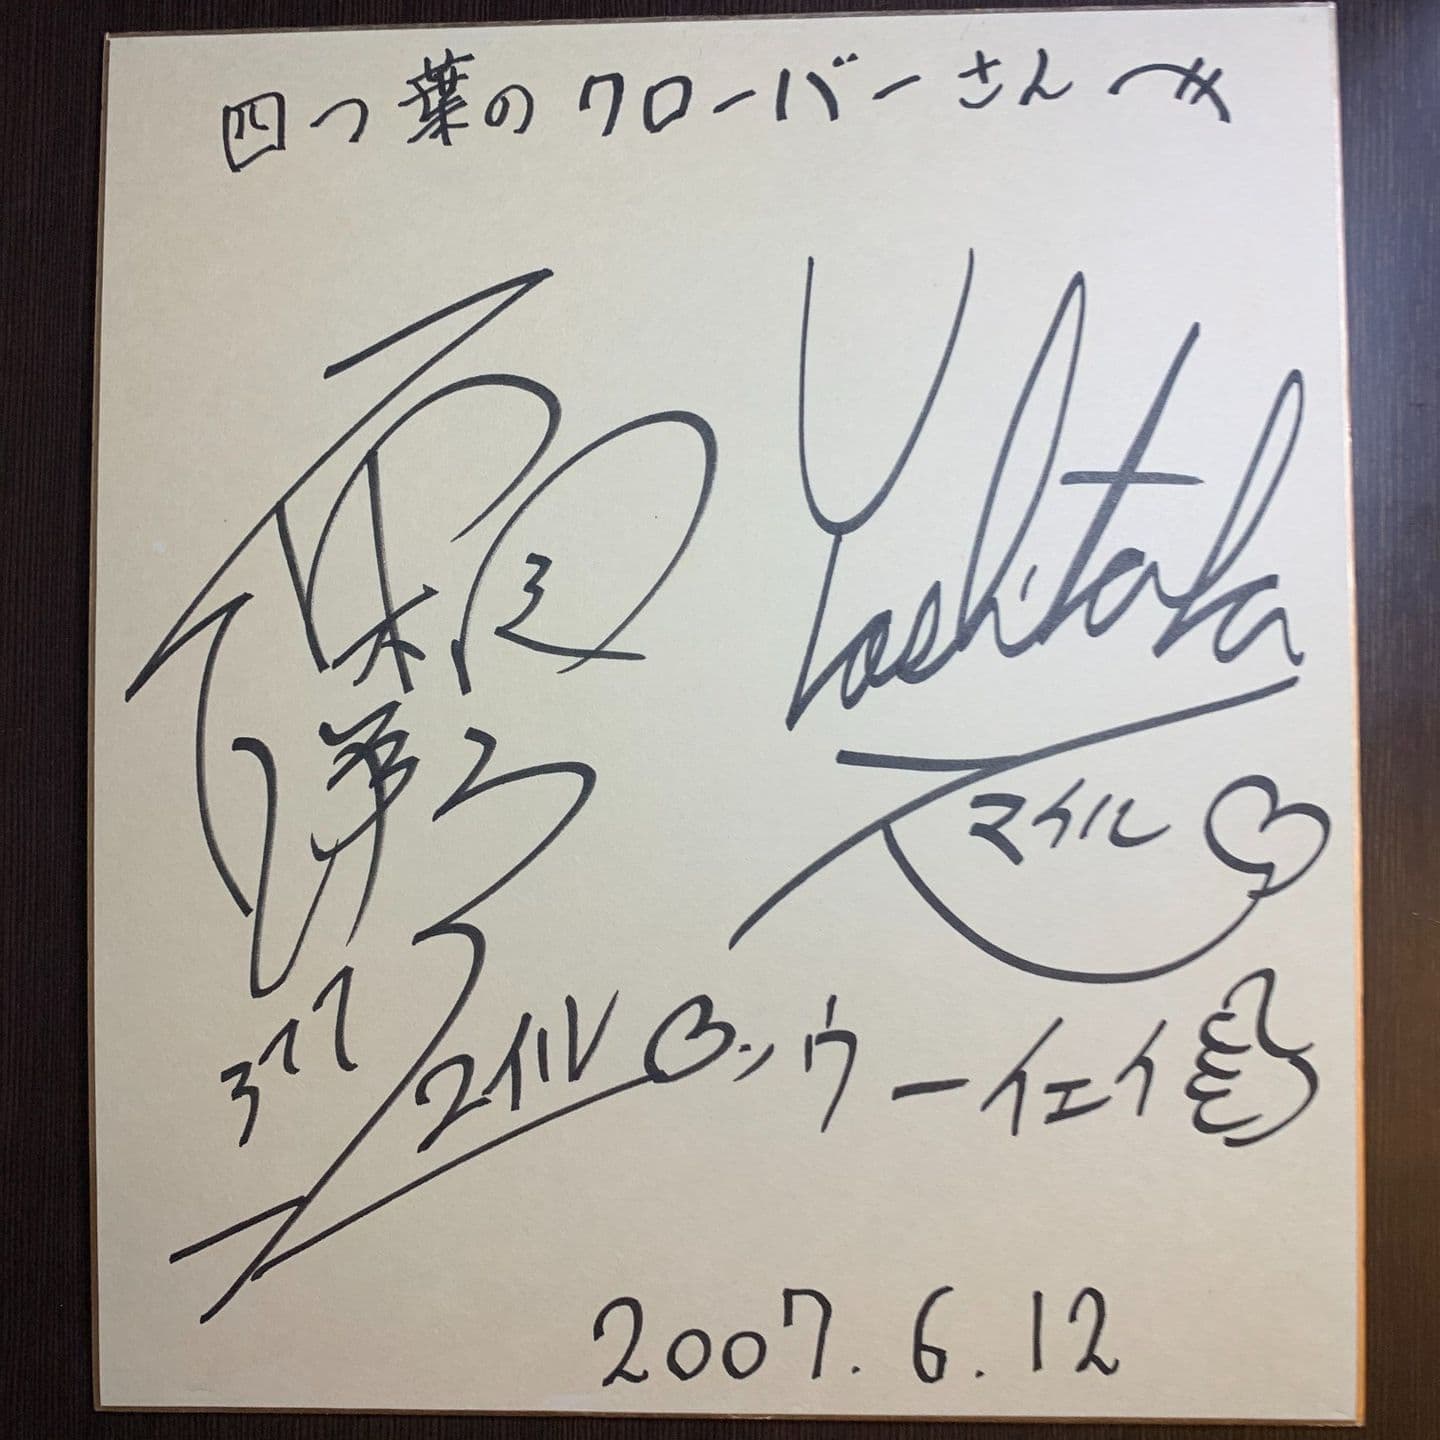 四つ葉のクローバーさんへ
Yoshitaka
スマイル
スマイル
ウーイェイ
2007.6.12